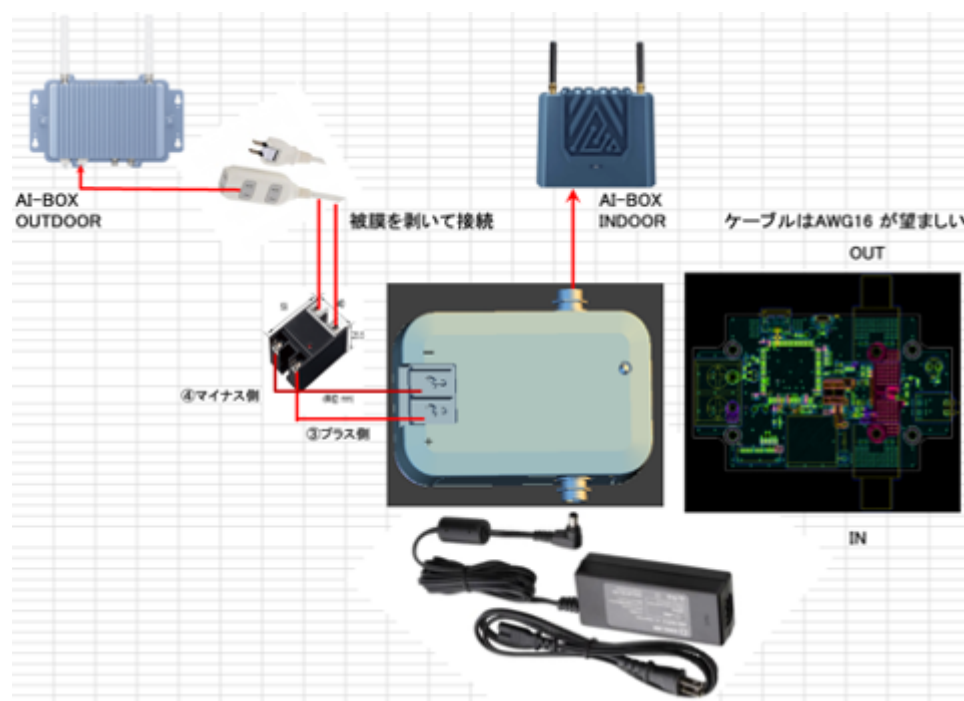 AI-BOX
OUTDOOR
被膜を剥いて接続
AI-BOX
INDOOR
ケーブルはAWG16 が望ましい
OUT
④マイナス側
③プラス側
−
+
IN